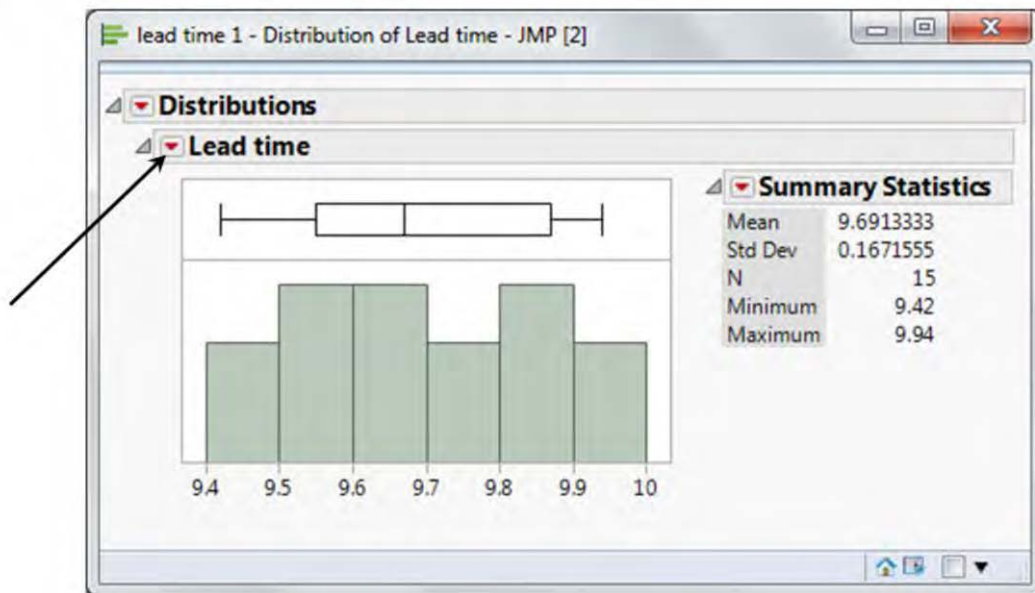 lead time 1 - Distribution of Lead time - JMP [2]
Distributions
Lead time
Summary Statistics
Mean 9.6913333
Std Dev 0.1671555
N 15
Minimum 9.42
Maximum 9.94
9.4 9.5 9.6 9.7 9.8 9.9 10